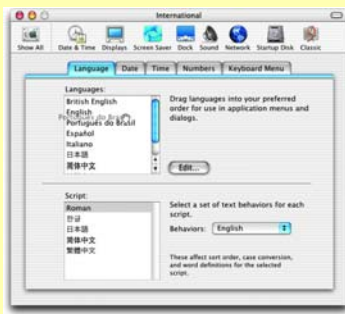 International
Show All Date & Time Displays Screen Saver Dock Sound Network Startup Disk Classic
Language Date Time Numbers Keyboard Menu
Languages:
British English
English
Português do Brasil
Português do Brasil
Español
Italiano
日本語
简体中文
Drag languages into your preferred
order for use in application menus and
dialogs.
Edit...
Script:
Roman
한글
日本語
简体中文
繁體中文
Select a set of text behaviors for each
script.
Behaviors: English
These affect sort order, case conversion,
and word definitions for the selected
script.